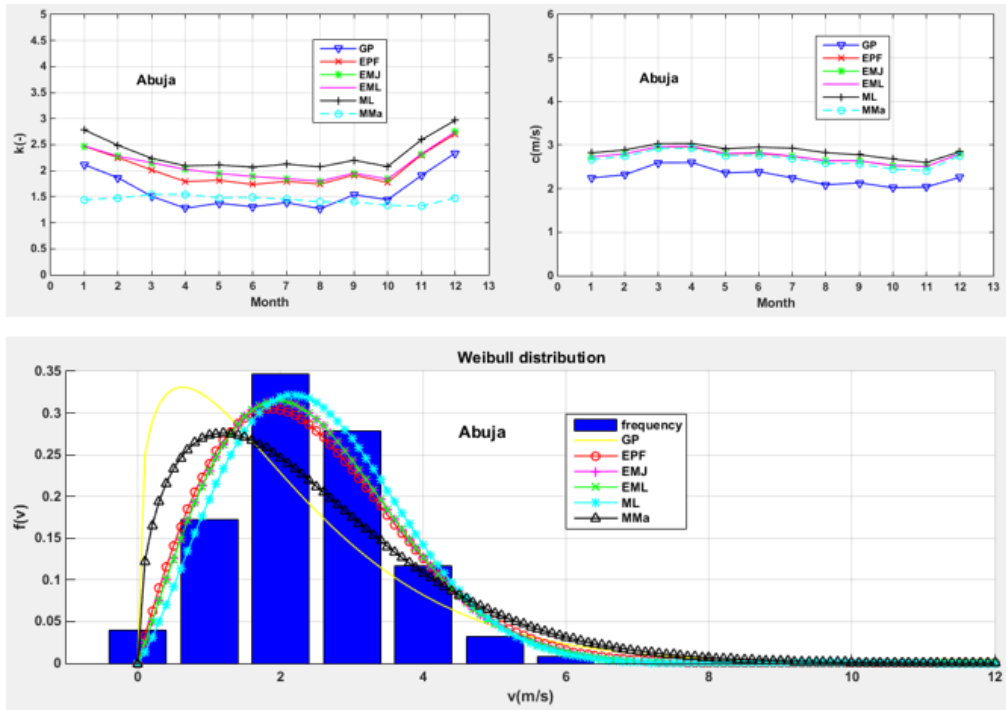 5
4.5
4
3.5
3
2.5
2
1.5
1
0.5
0
k(-)
Abuja
GP
EPF
EMJ
EML
ML
MMa
0 1 2 3 4 5 6 7 8 9 10 11 12 13
Month
6
5
4
3
2
1
0
c(m/s)
Abuja
GP
EPF
EMJ
EML
ML
MMa
0 1 2 3 4 5 6 7 8 9 10 11 12 13
Month
Weibull distribution
0.35
0.3
0.25
0.2
0.15
0.1
0.05
0
f(v)
Abuja
frequency
GP
EPF
EMJ
EML
ML
MMa
0 2 4 6 8 10 12
v(m/s)